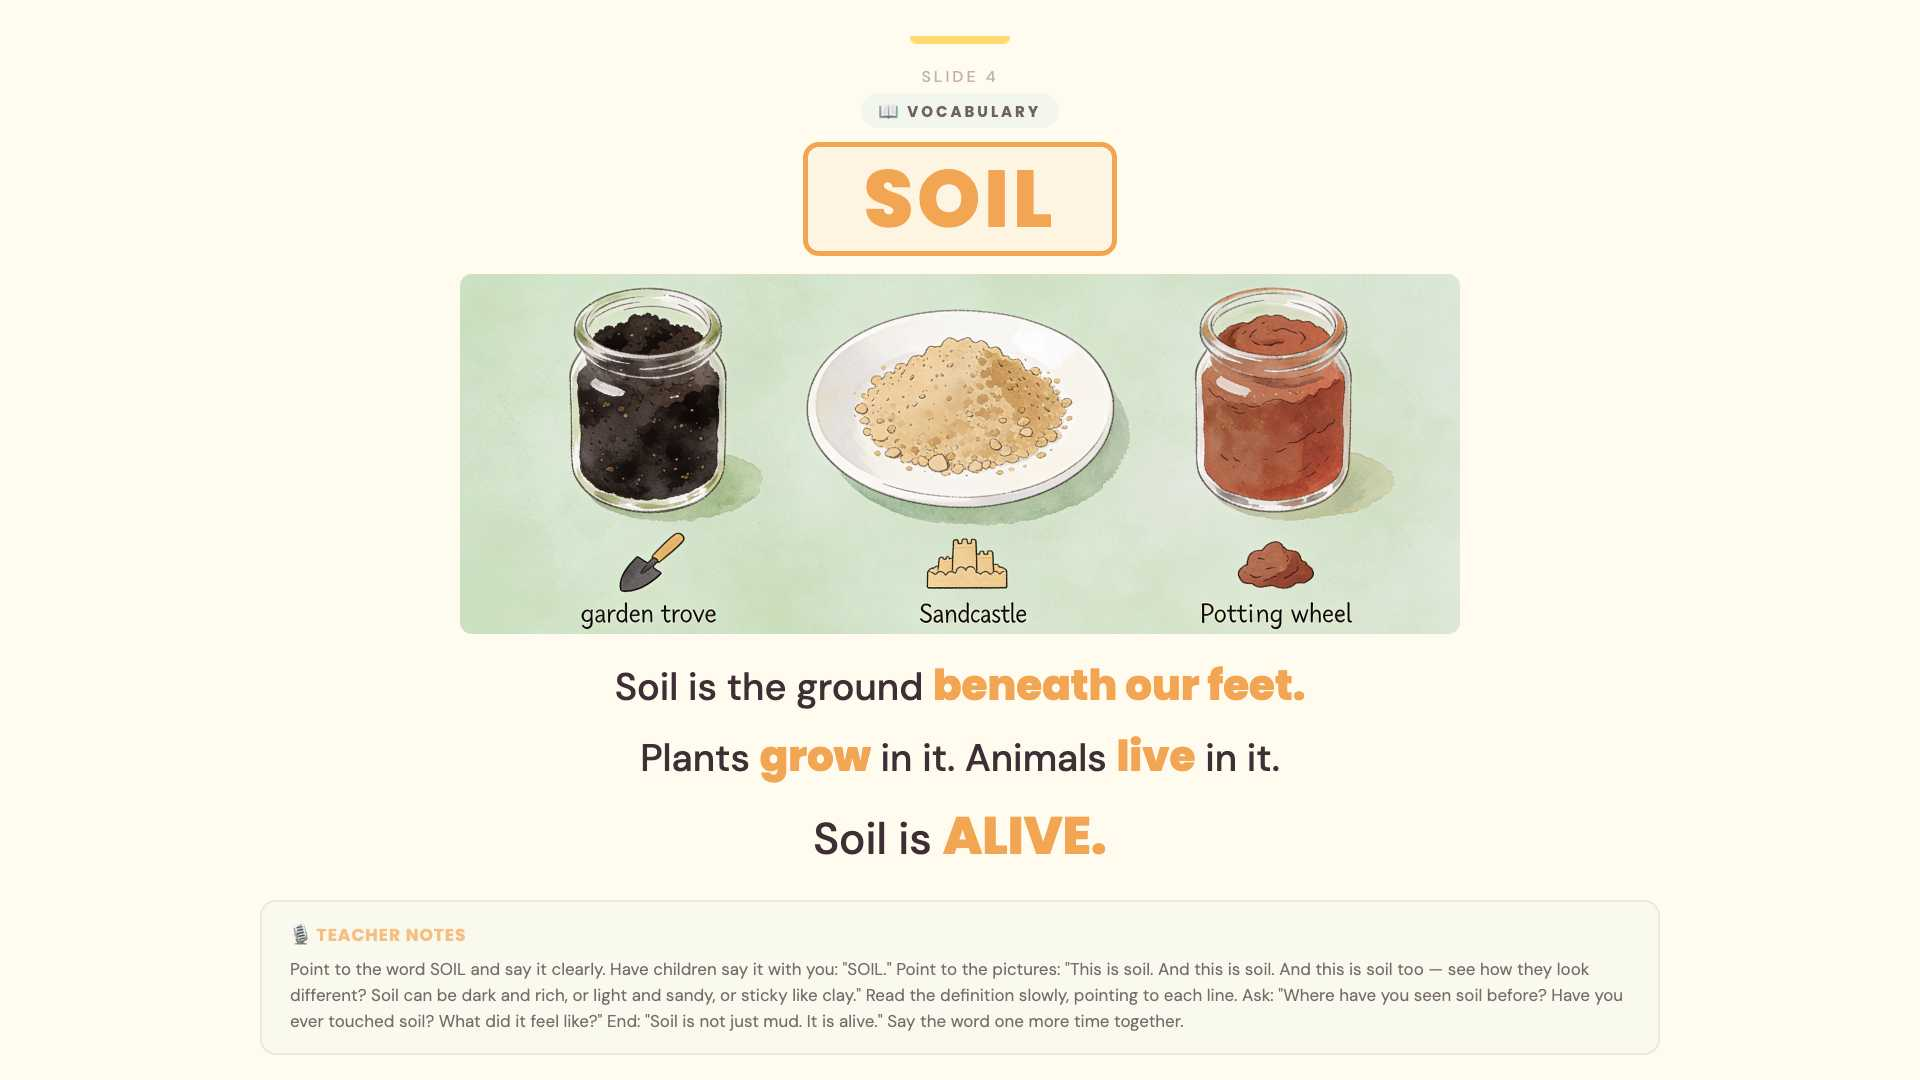 SLIDE 4
VOCABULARY
SOIL
garden trove
Sandcastle
Potting wheel
Soil is the ground beneath our feet.
Plants grow in it. Animals live in it.
Soil is ALIVE.
TEACHER NOTES
Point to the word SOIL and say it clearly. Have children say it with you: "SOIL." Point to the pictures: "This is soil. And this is soil. And this is soil too — see how they look
different? Soil can be dark and rich, or light and sandy, or sticky like clay." Read the definition slowly, pointing to each line. Ask: "Where have you seen soil before? Have you
ever touched soil? What did it feel like?" End: "Soil is not just mud. It is alive." Say the word one more time together.